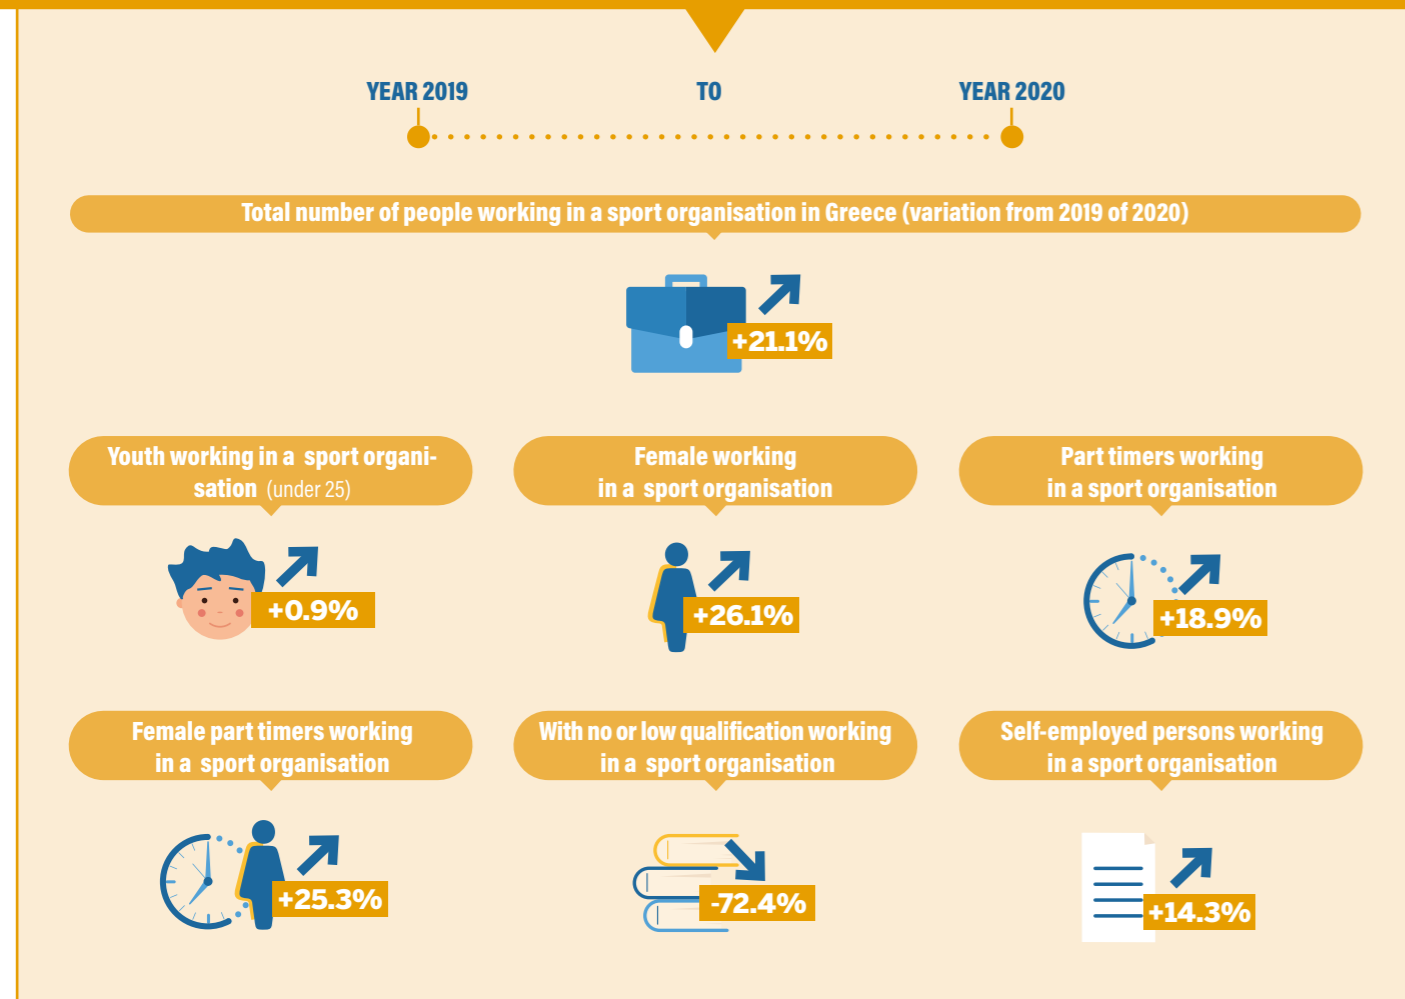 YEAR 2019 TO YEAR 2020
Total number of people working in a sport organisation in Greece (variation from 2019 of 2020)
+21.1%
Youth working in a sport organi-
sation (under 25)
+0.9%
Female working
in a sport organisation
+26.1%
Part timers working
in a sport organisation
+18.9%
Female part timers working
in a sport organisation
+25.3%
With no or low qualification working
in a sport organisation
-72.4%
Self-employed persons working
in a sport organisation
+14.3%